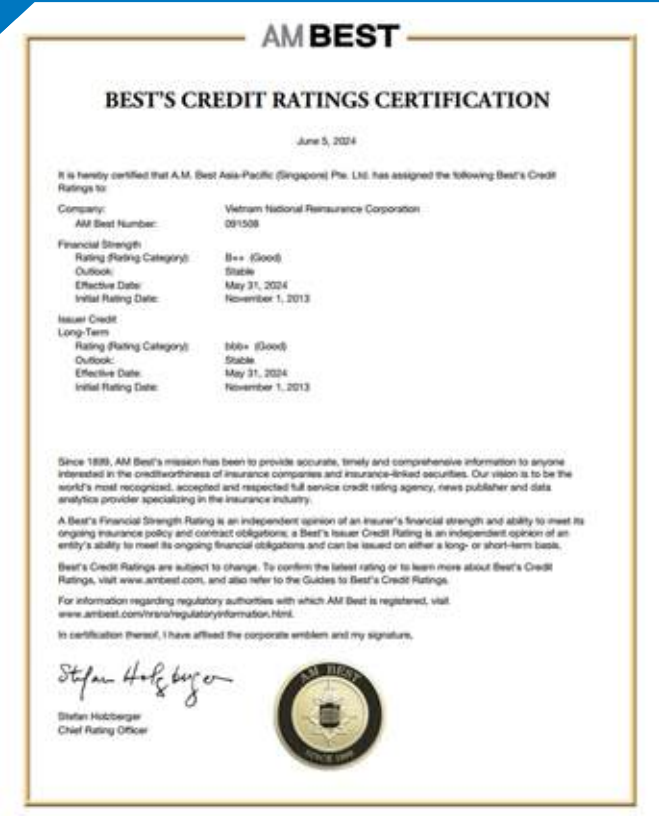 AM BEST
BEST'S CREDIT RATINGS CERTIFICATION
June 5, 2024
It is hereby certified that A.M. Best Asia-Pacific (Singapore) Pte. Ltd. has assigned the following Best's Credit
Ratings to:
Company: Vietnam National Reinsurance Corporation
AM Best Number: 091508
Financial Strength
Rating (Rating Category): B++ (Good)
Outlook: Stable
Effective Date: May 31, 2024
Initial Rating Date: November 1, 2013
Issuer Credit
Long-Term
Rating (Rating Category): bbb+ (Good)
Outlook: Stable
Effective Date: May 31, 2024
Initial Rating Date: November 1, 2013
Since 1899, AM Best's mission has been to provide accurate, timely and comprehensive information to anyone
interested in the creditworthiness of insurance companies and insurance-linked securities. Our vision is to be the
world's most recognized, accepted and respected full service credit rating agency, news publisher and data
analytics provider specializing in the insurance industry.
A Best's Financial Strength Rating is an independent opinion of an insurer's financial strength and ability to meet its
ongoing insurance policy and contract obligations; a Best's Issuer Credit Rating is an independent opinion of an
entity's ability to meet its ongoing financial obligations and can be issued on either a long- or short-term basis.
Best's Credit Ratings are subject to change. To confirm the latest rating or to learn more about Best's Credit
Ratings, visit www.ambest.com, and also refer to the Guides to Best's Credit Ratings.
For information regarding regulatory authorities with which AM Best is registered, visit
www.ambest.com/nrsro/regulatoryinformation.html.
In certification thereof, I have affixed the corporate emblem and my signature,
Stefan Holzberger
Stefan Holzberger
Chief Rating Officer
AM BEST
SINCE 1899